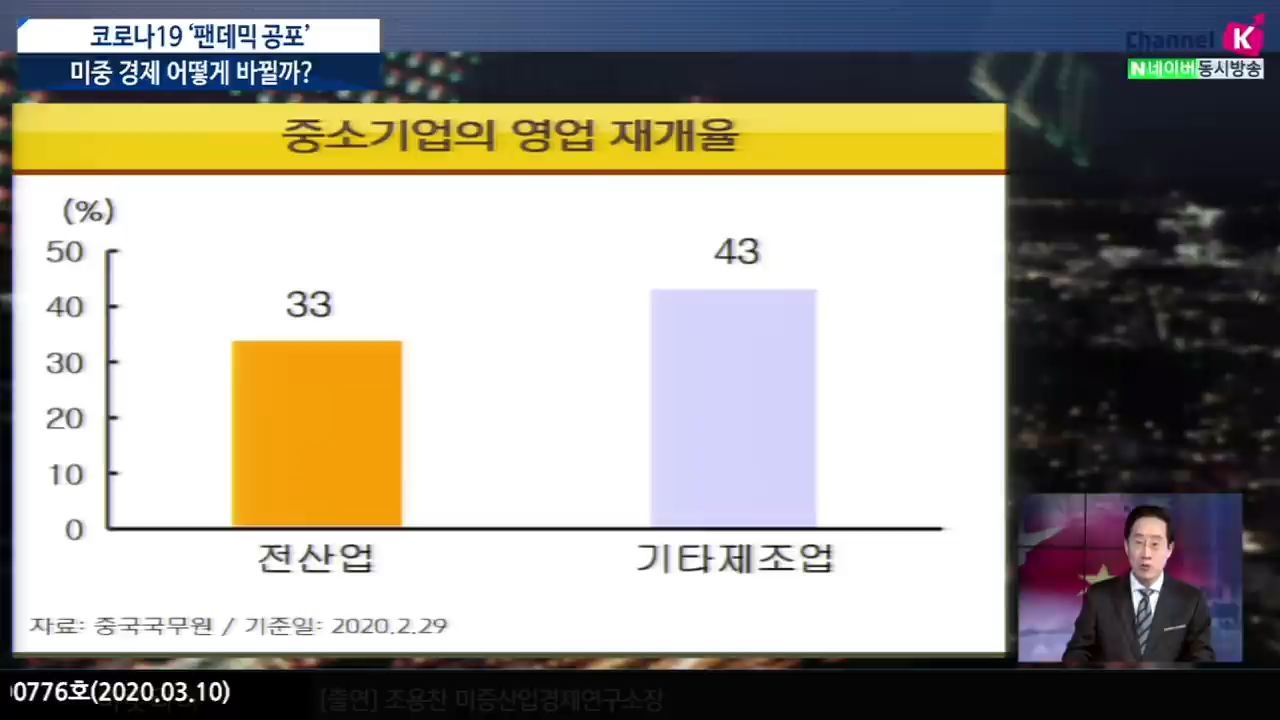 코로나19 '팬데믹 공포'
미중 경제 어떻게 바뀔까?
Channel K
N네이버동시방송
중소기업의 영업 재개율
(%)
50
40
30
20
10
0
33
43
전산업
기타제조업
자료: 중국국무원 / 기준일: 2020.2.29
0776호(2020.03.10)
[출연] 조용찬 미중산업경제연구소장